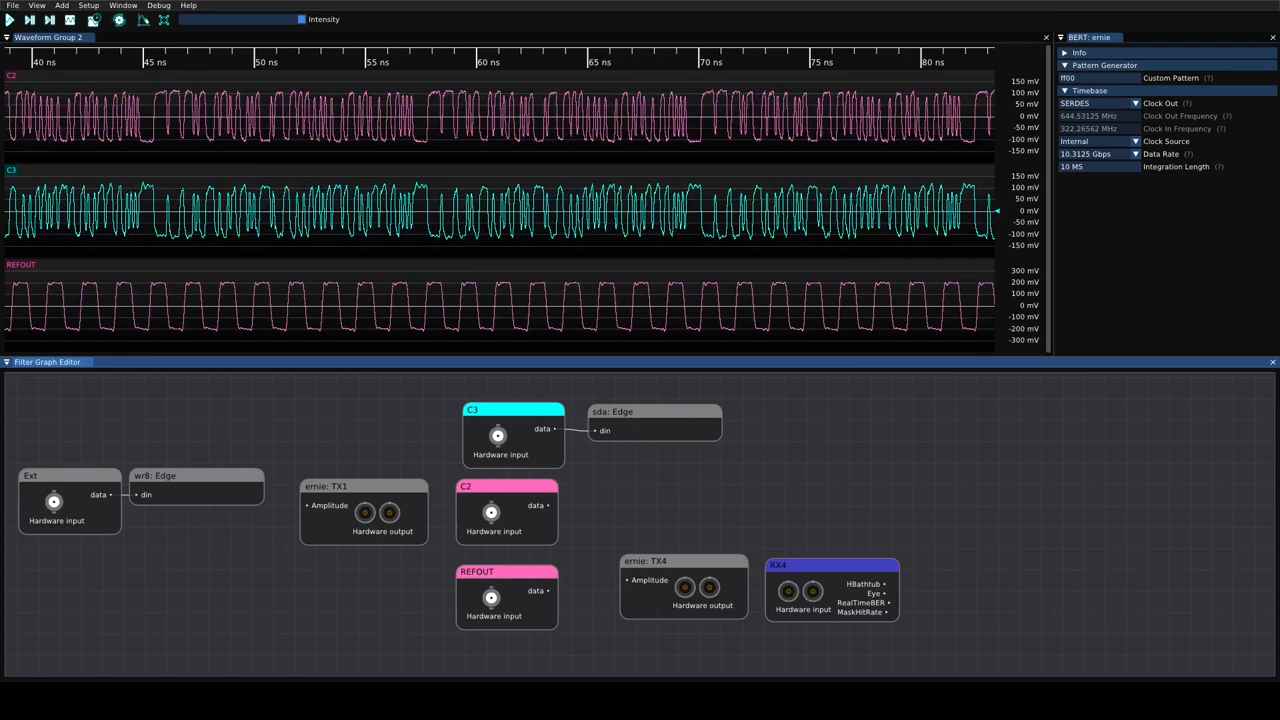 File View Add Setup Window Debug Help
Intensity
Waveform Group 2
40 ns 45 ns 50 ns 55 ns 60 ns 65 ns 70 ns 75 ns 80 ns
C2
150 mV
100 mV
50 mV
0 mV
-50 mV
-100 mV
-150 mV
C3
150 mV
100 mV
50 mV
0 mV
-50 mV
-100 mV
-150 mV
REFOUT
300 mV
200 mV
100 mV
0 mV
-100 mV
-200 mV
-300 mV
BERT: ernie
Info
Pattern Generator
ff00 Custom Pattern (?)
Timebase
SERDES Clock Out (?)
644.53125 MHz Clock Out Frequency (?)
322.26562 MHz Clock In Frequency (?)
Internal Clock Source
10.3125 Gbps Data Rate (?)
10 MS Integration Length (?)
Filter Graph Editor
C3
data
Hardware input
sda: Edge
din
Ext
data
Hardware input
wr8: Edge
din
ernie: TX1
Amplitude
Hardware output
C2
data
Hardware input
REFOUT
data
Hardware input
ernie: TX4
Amplitude
Hardware output
RX4
HBathtub
Eye
RealTimeBER
MaskHitRate
Hardware input